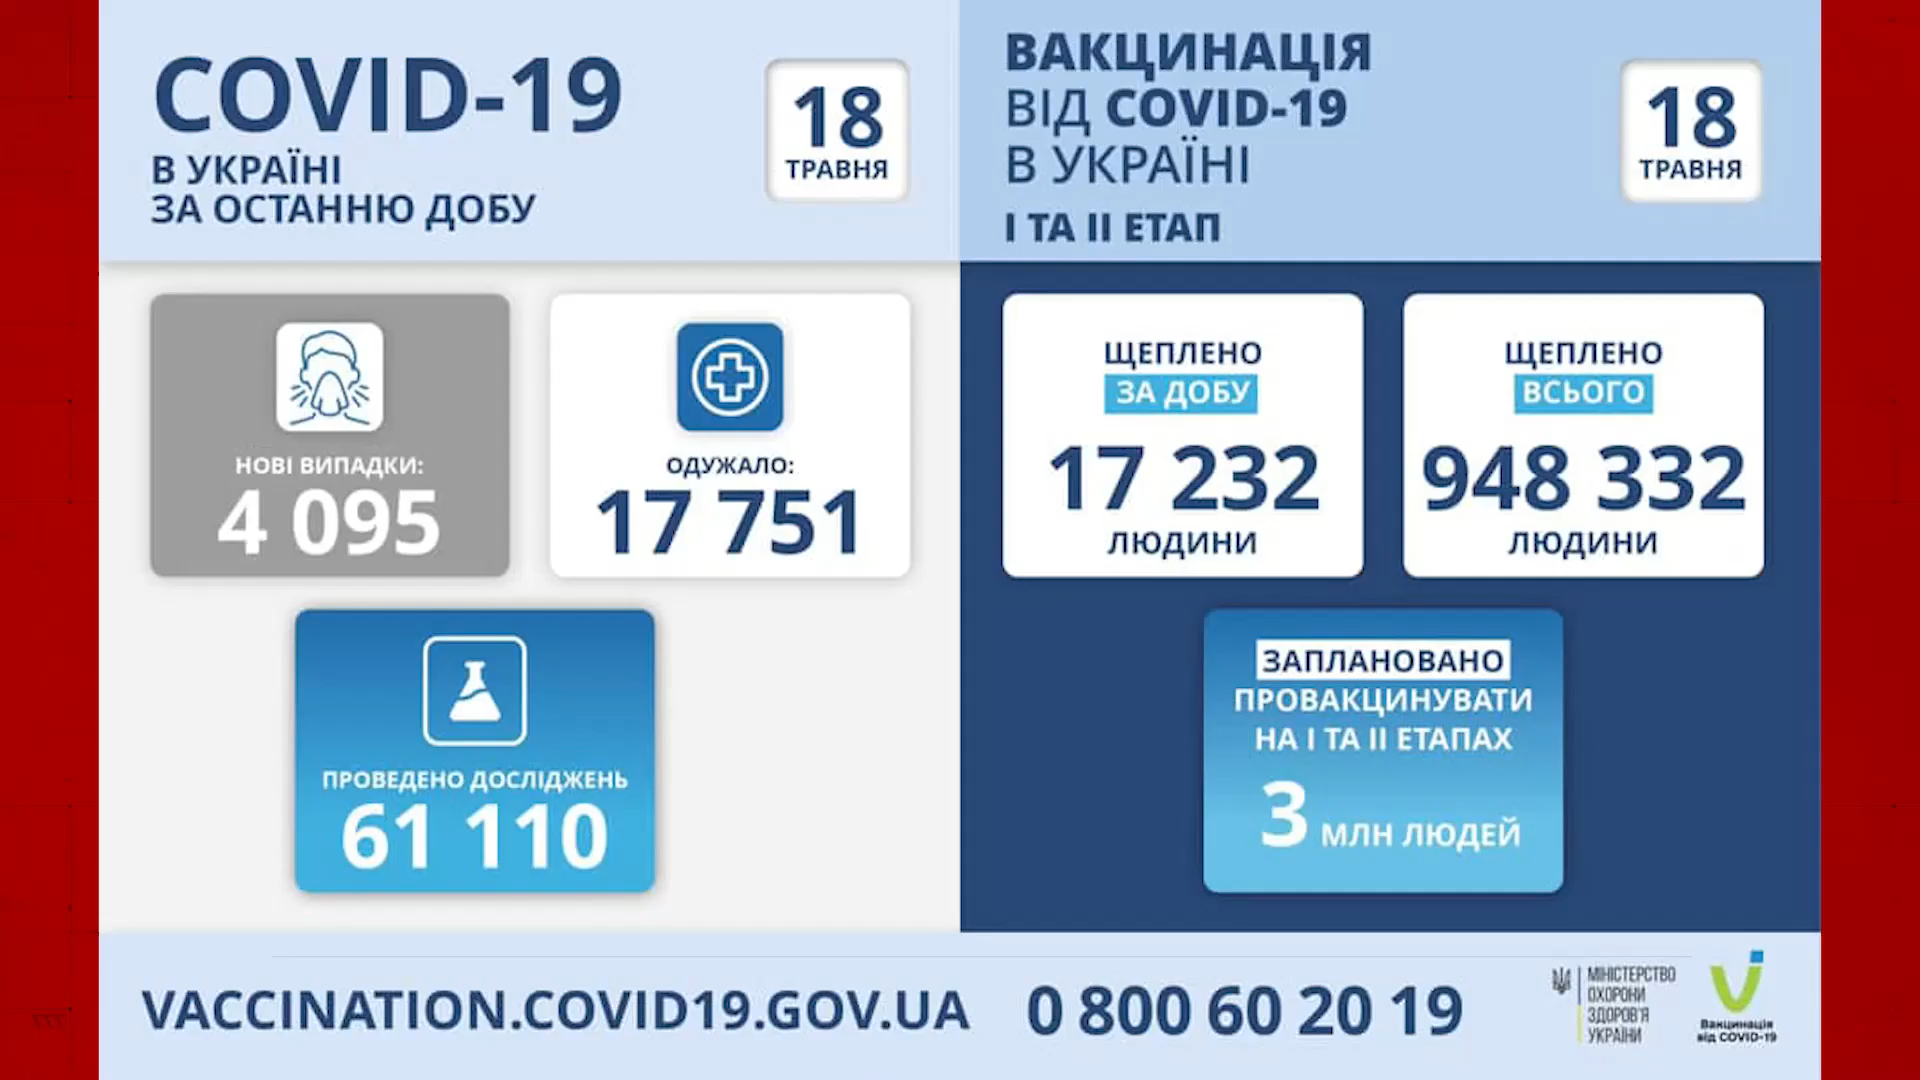 COVID-19
В УКРАЇНІ
ЗА ОСТАННЮ ДОБУ
18
ТРАВНЯ
НОВІ ВИПАДКИ:
4 095
ОДУЖАЛО:
17 751
ПРОВЕДЕНО ДОСЛІДЖЕНЬ
61 110
ВАКЦИНАЦІЯ
ВІД COVID-19
В УКРАЇНІ
І ТА ІІ ЕТАП
18
ТРАВНЯ
ЩЕПЛЕНО
ЗА ДОБУ
17 232
ЛЮДИНИ
ЩЕПЛЕНО
ВСЬОГО
948 332
ЛЮДИНИ
ЗАПЛАНОВАНО
ПРОВАКЦИНУВАТИ
НА І ТА ІІ ЕТАПАХ
3 МЛН ЛЮДЕЙ
VACCINATION.COVID19.GOV.UA
0 800 60 20 19
МІНІСТЕРСТВО
ОХОРОНИ
ЗДОРОВ'Я
УКРАЇНИ
Вакцинація
від COVID-19